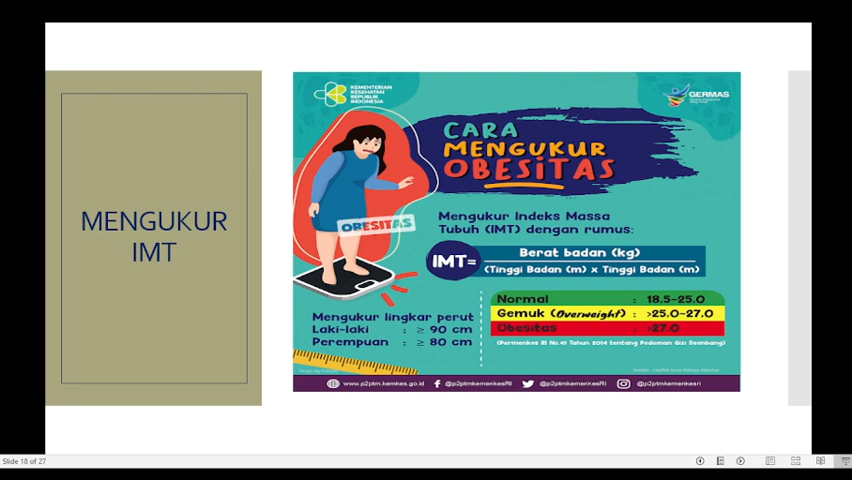 MENGUKUR
IMT
KEMENTERIAN
KESEHATAN
REPUBLIK
INDONESIA
GERMAS
CARA
MENGUKUR
OBESITAS
OBESITAS
Mengukur Indeks Massa
Tubuh (IMT) dengan rumus:
IMT=
Berat badan (kg)
(Tinggi Badan (m) x Tinggi Badan (m)
Mengukur lingkar perut
Laki-laki : ≥ 90 cm
Perempuan : ≥ 80 cm
Normal : 18,5-25,0
Gemuk (Overweight) : >25,0-27,0
Obesitas : >27,0
(Permenkes RI No.41 Tahun 2014 tentang Pedoman Gizi Seimbang)
www.p2ptm.kemkes.go.id
@p2ptmkemenkesRI
@p2ptmkemenkesRI
@p2ptmkemenkesri
Slide 18 of 27